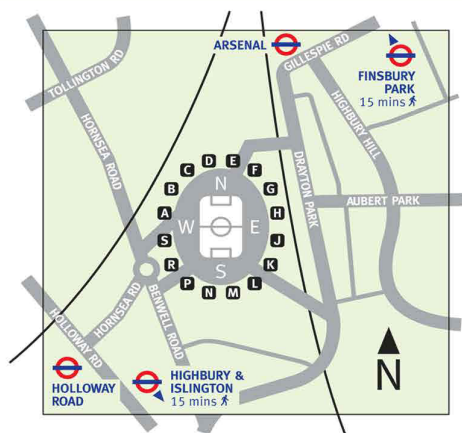 ARSENAL
GILLESPIE RD
FINSBURY
PARK
15 mins
TOLLINGTON RD
HORNSEA ROAD
HIGHBURY HILL
DRAYTON PARK
AUBERT PARK
D
E
C
F
B
G
A
H
S
J
R
K
P
L
N
M
N
W
E
S
HORNSEA RD
BENWELL ROAD
HOLLOWAY RD
HOLLOWAY
ROAD
HIGHBURY &
ISLINGTON
15 mins
N